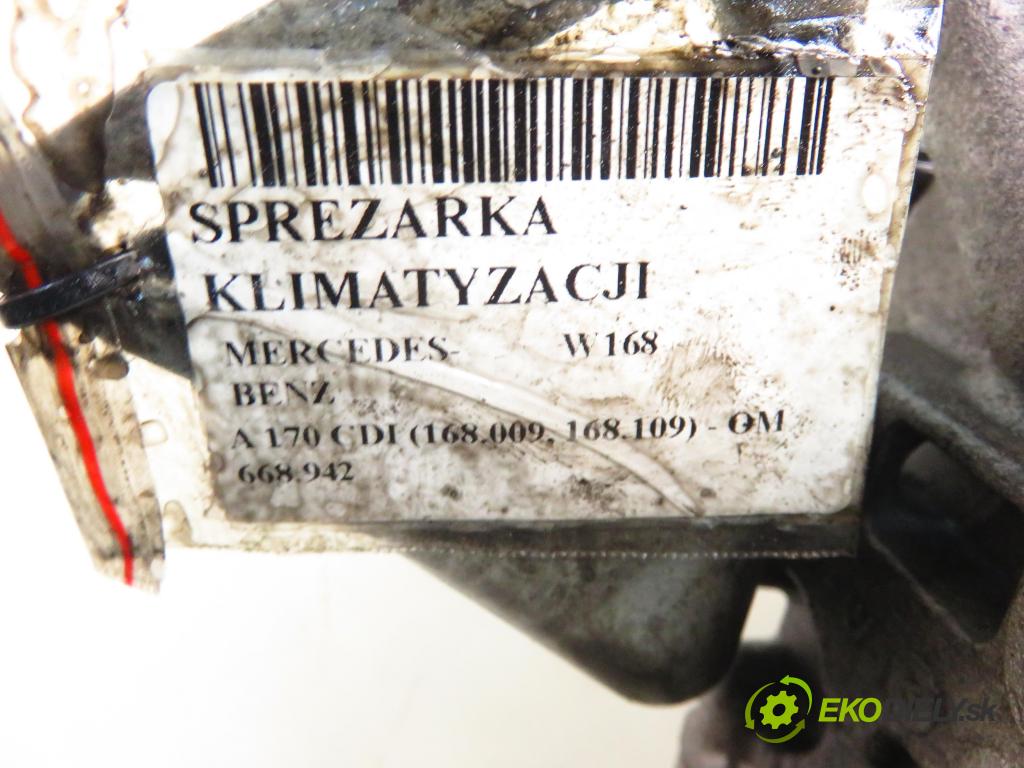 SPREZARKA
KLIMATYZACJI
MERCEDES- W168
BENZ
A 170 CDI (168.009, 168.109) - OM
668.942
EKODIELY.sk